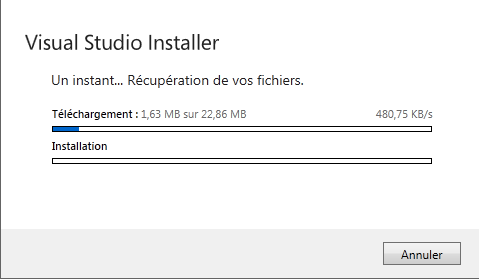 Visual Studio Installer
Un instant... Récupération de vos fichiers.
Téléchargement : 1,63 MB sur 22,86 MB 480,75 KB/s
Installation
Annuler